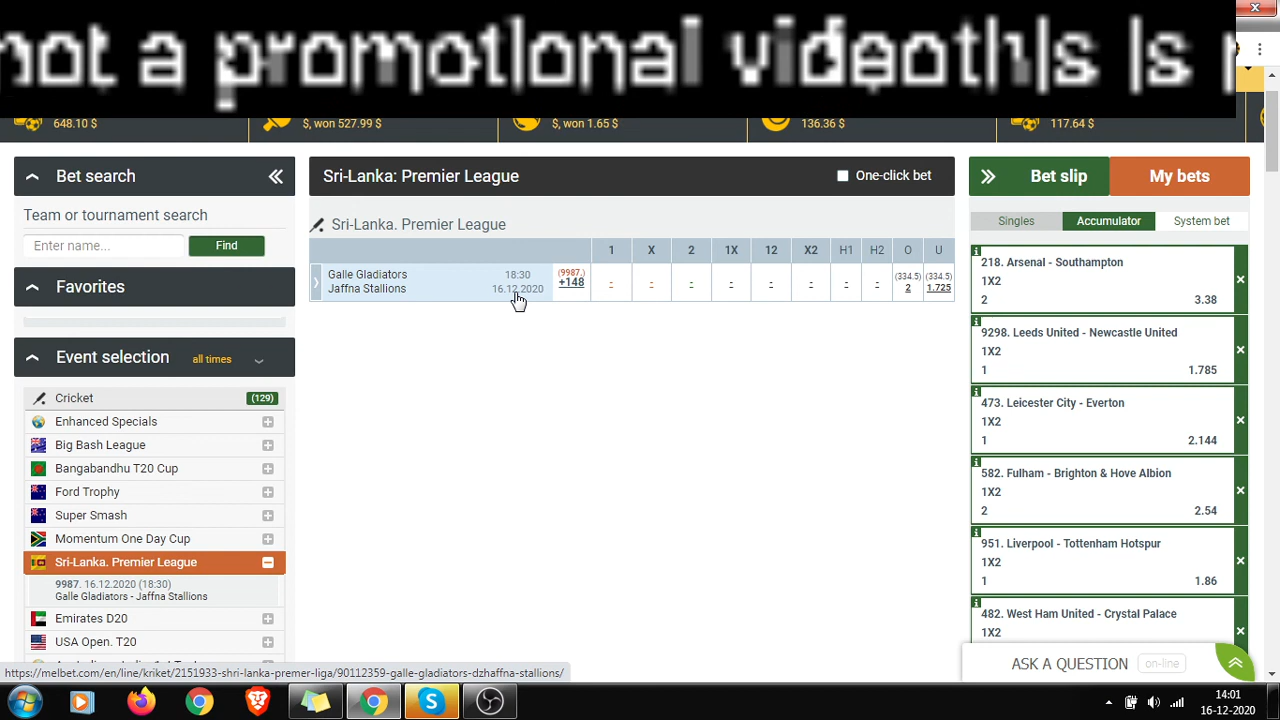 not a promotional videothis is
648.10 $
$, won 527.99 $
$, won 1.65 $
136.36 $
117.64 $
Bet search
Team or tournament search
Enter name...
Find
Favorites
Event selection
all times
Cricket
(129)
Enhanced Specials
Big Bash League
Bangabandhu T20 Cup
Ford Trophy
Super Smash
Momentum One Day Cup
Sri-Lanka. Premier League
9987. 16.12.2020 (18:30)
Galle Gladiators - Jaffna Stallions
Emirates D20
USA Open. T20
Sri-Lanka: Premier League
One-click bet
Sri-Lanka. Premier League
1 X 2 1X 12 X2 H1 H2 O U
Galle Gladiators 18:30 (9987.) (334.5) (334.5)
Jaffna Stallions 16.12.2020 +148 - - - - - - - - 2 1.725
Bet slip
My bets
Singles
Accumulator
System bet
218. Arsenal - Southampton
1X2
2 3.38
9298. Leeds United - Newcastle United
1X2
1 1.785
473. Leicester City - Everton
1X2
1 2.144
582. Fulham - Brighton & Hove Albion
1X2
2 2.54
951. Liverpool - Tottenham Hotspur
1X2
1 1.86
482. West Ham United - Crystal Palace
1X2
ASK A QUESTION on-line
https://melbet.com/en/line/kriket/2151933-shri-lanka-premer-liga/90112359-galle-gladiators-dzhaffna-stallions/
14:01
16-12-2020